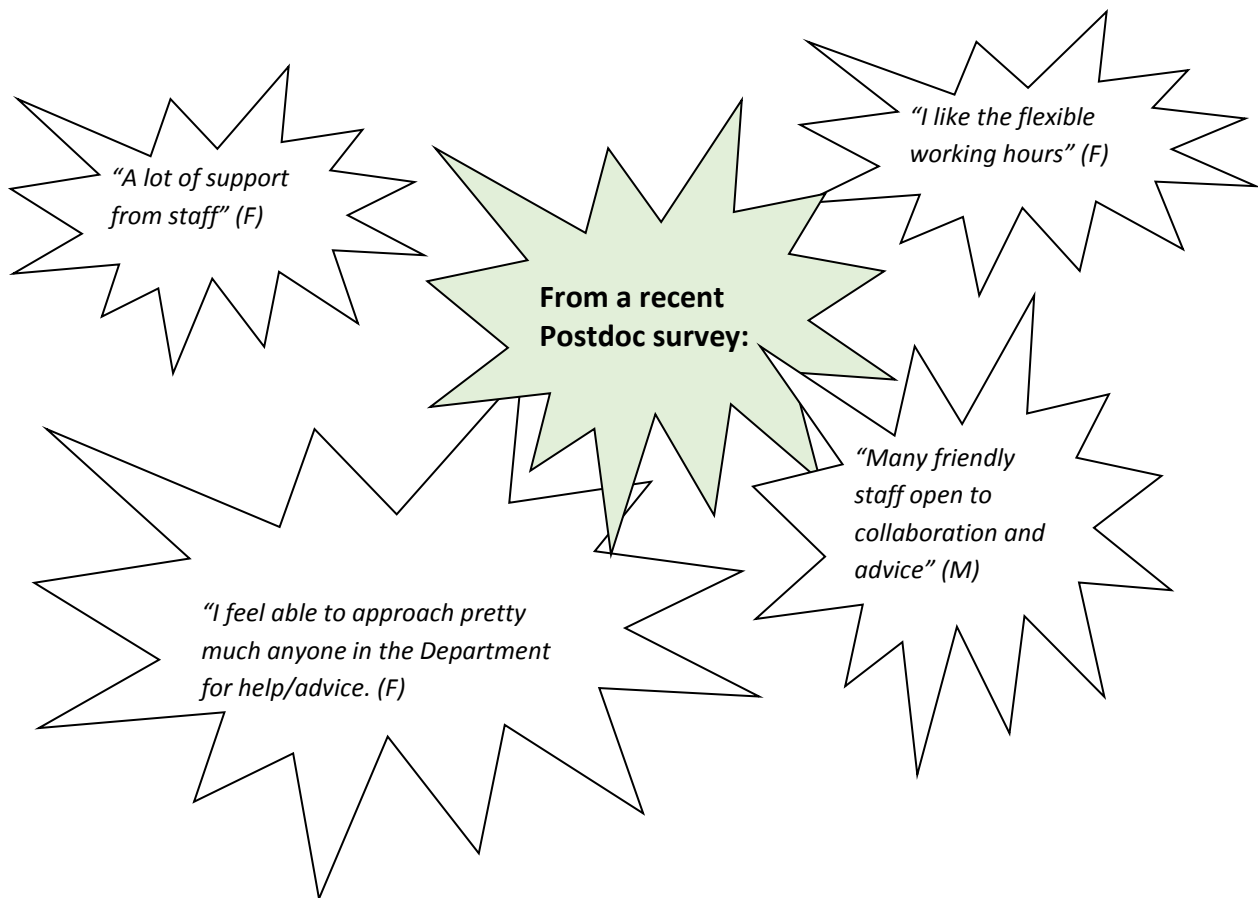 “A lot of support
from staff” (F)
“I like the flexible
working hours” (F)
From a recent
Postdoc survey:
“Many friendly
staff open to
collaboration and
advice” (M)
“I feel able to approach pretty
much anyone in the Department
for help/advice. (F)